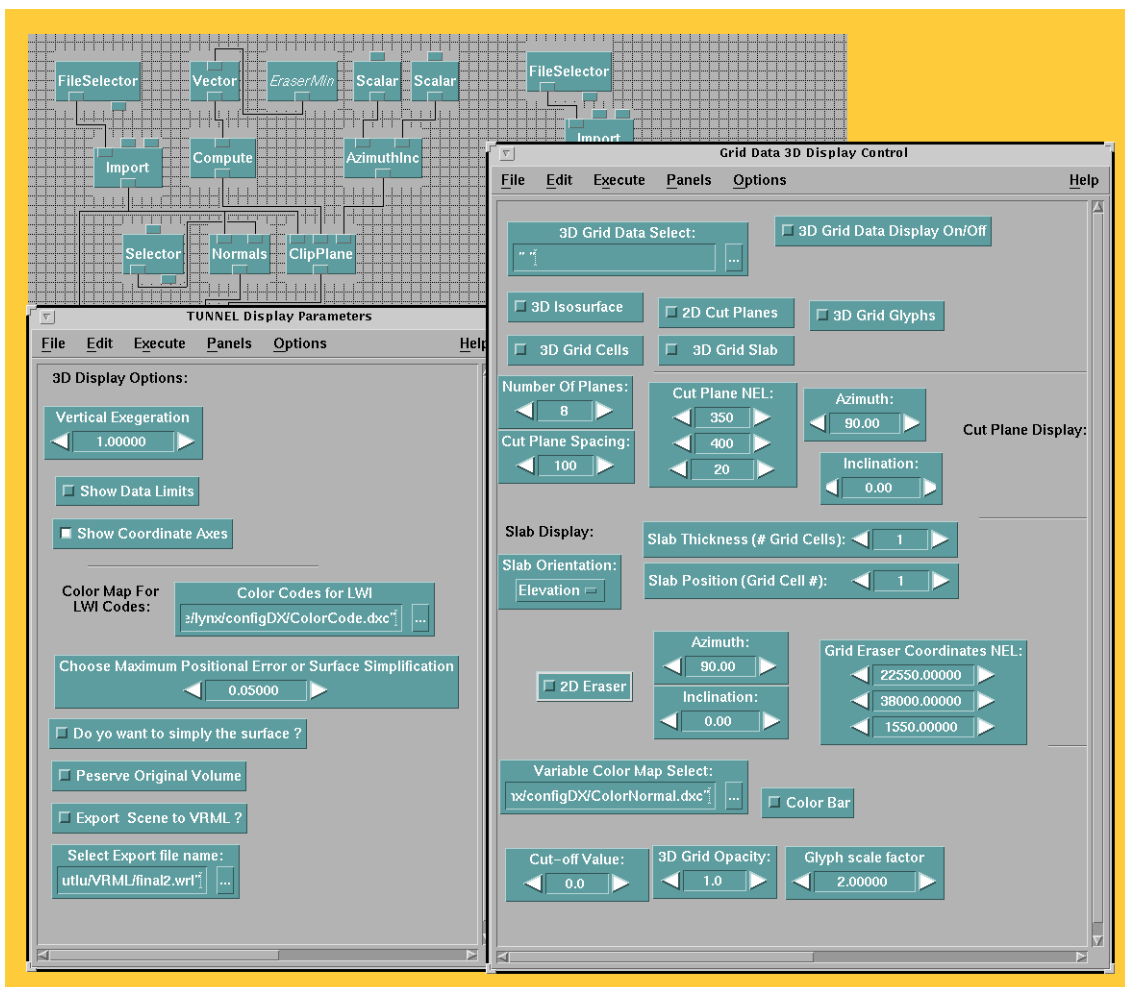 FileSelector
Vector
EraserMin
Scalar
Scalar
FileSelector
Import
Import
Compute
AzimuthInc
Selector
Normals
ClipPlane
TUNNEL Display Parameters
File Edit Execute Panels Options Help
3D Display Options:
Vertical Exegeration
1.00000
Show Data Limits
Show Coordinate Axes
Color Map For
LWI Codes:
Color Codes for LWI
e/lynx/configDX/ColorCode.dxc" ...
Choose Maximum Positional Error or Surface Simplification
0.05000
Do yo want to simply the surface ?
Peserve Original Volume
Export Scene to VRML ?
Select Export file name:
utlu/VRML/final2.wrl" ...
Grid Data 3D Display Control
File Edit Execute Panels Options Help
3D Grid Data Select:
" " ...
3D Grid Data Display On/Off
3D Isosurface
2D Cut Planes
3D Grid Glyphs
3D Grid Cells
3D Grid Slab
Number Of Planes:
8
Cut Plane Spacing:
100
Cut Plane NEL:
350
400
20
Azimuth:
90.00
Cut Plane Display:
Inclination:
0.00
Slab Display:
Slab Orientation:
Elevation
Slab Thickness (# Grid Cells): 1
Slab Position (Grid Cell #): 1
2D Eraser
Azimuth:
90.00
Inclination:
0.00
Grid Eraser Coordinates NEL:
22550.00000
38000.00000
1550.00000
Variable Color Map Select:
nx/configDX/ColorNormal.dxc" ...
Color Bar
Cut-off Value:
0.0
3D Grid Opacity:
1.0
Glyph scale factor
2.00000